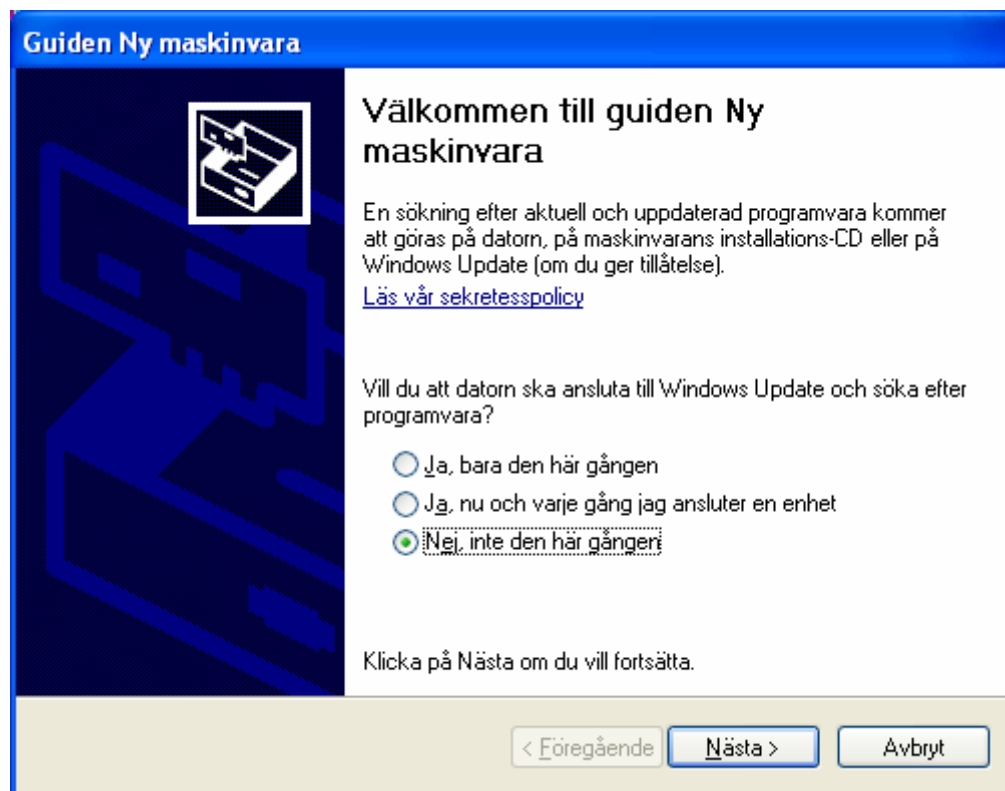 Guiden Ny maskinvara
Välkommen till guiden Ny
maskinvara
En sökning efter aktuell och uppdaterad programvara kommer
att göras på datorn, på maskinvarans installations-CD eller på
Windows Update (om du ger tillåtelse).
Läs vår sekretesspolicy
Vill du att datorn ska ansluta till Windows Update och söka efter
programvara?
Ja, bara den här gången
Ja, nu och varje gång jag ansluter en enhet
Nej, inte den här gången
Klicka på Nästa om du vill fortsätta.
< Föregående Nästa > Avbryt